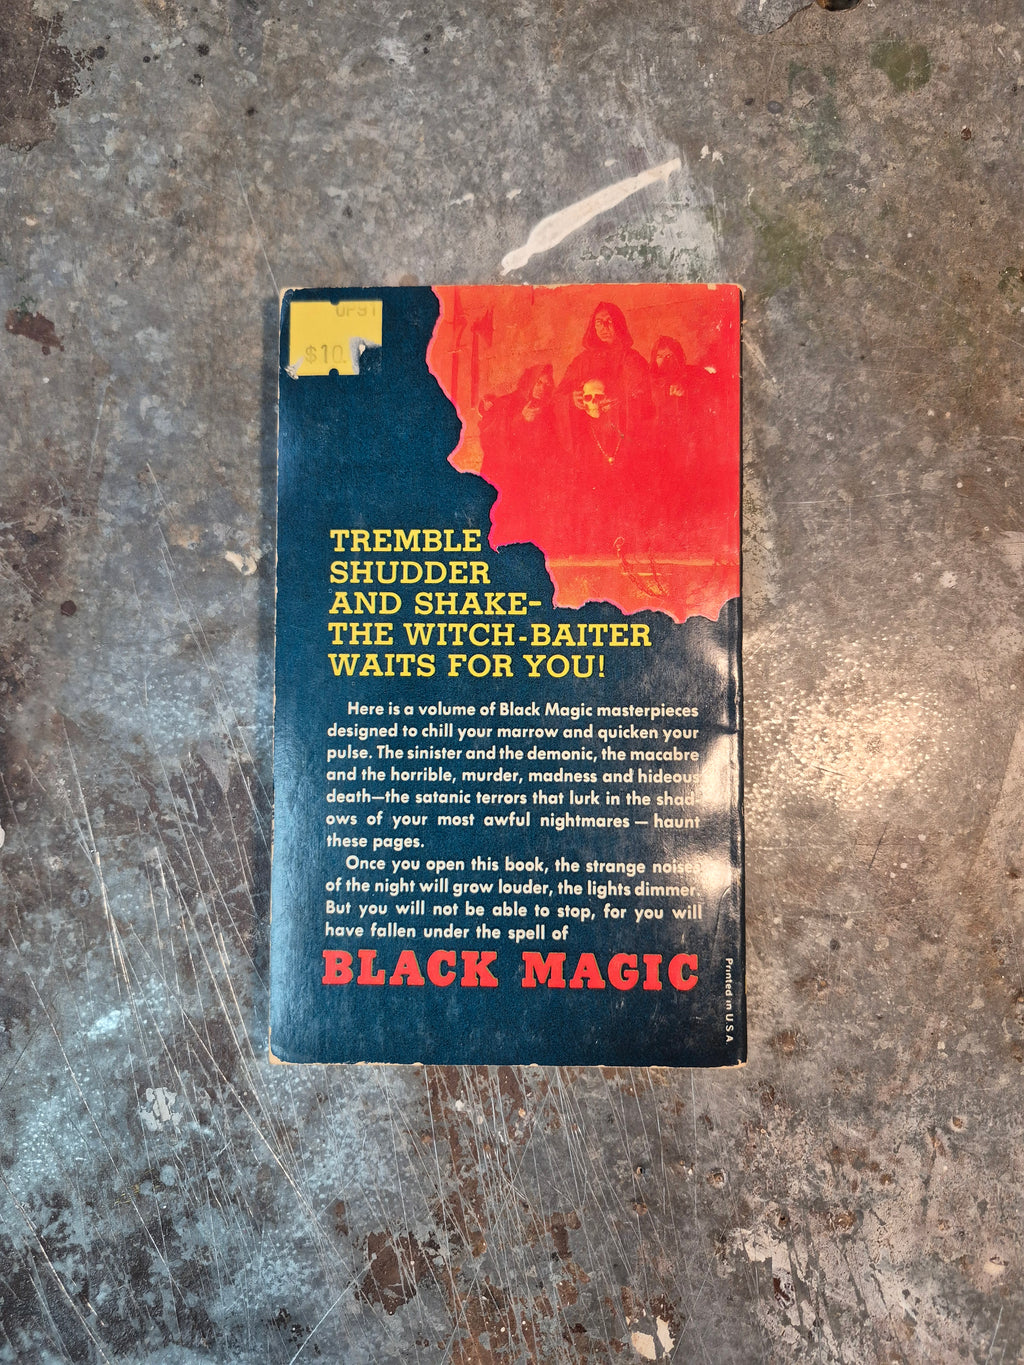 $10.
TREMBLE
SHUDDER
AND SHAKE-
THE WITCH-BAITER
WAITS FOR YOU!
Here is a volume of Black Magic masterpieces
designed to chill your marrow and quicken your
pulse. The sinister and the demonic, the macabre
and the horrible, murder, madness and hideous
death—the satanic terrors that lurk in the shad-
ows of your most awful nightmares — haunt
these pages.
Once you open this book, the strange noises
of the night will grow louder, the lights dimmer.
But you will not be able to stop, for you will
have fallen under the spell of
BLACK MAGIC
Printed in U S A